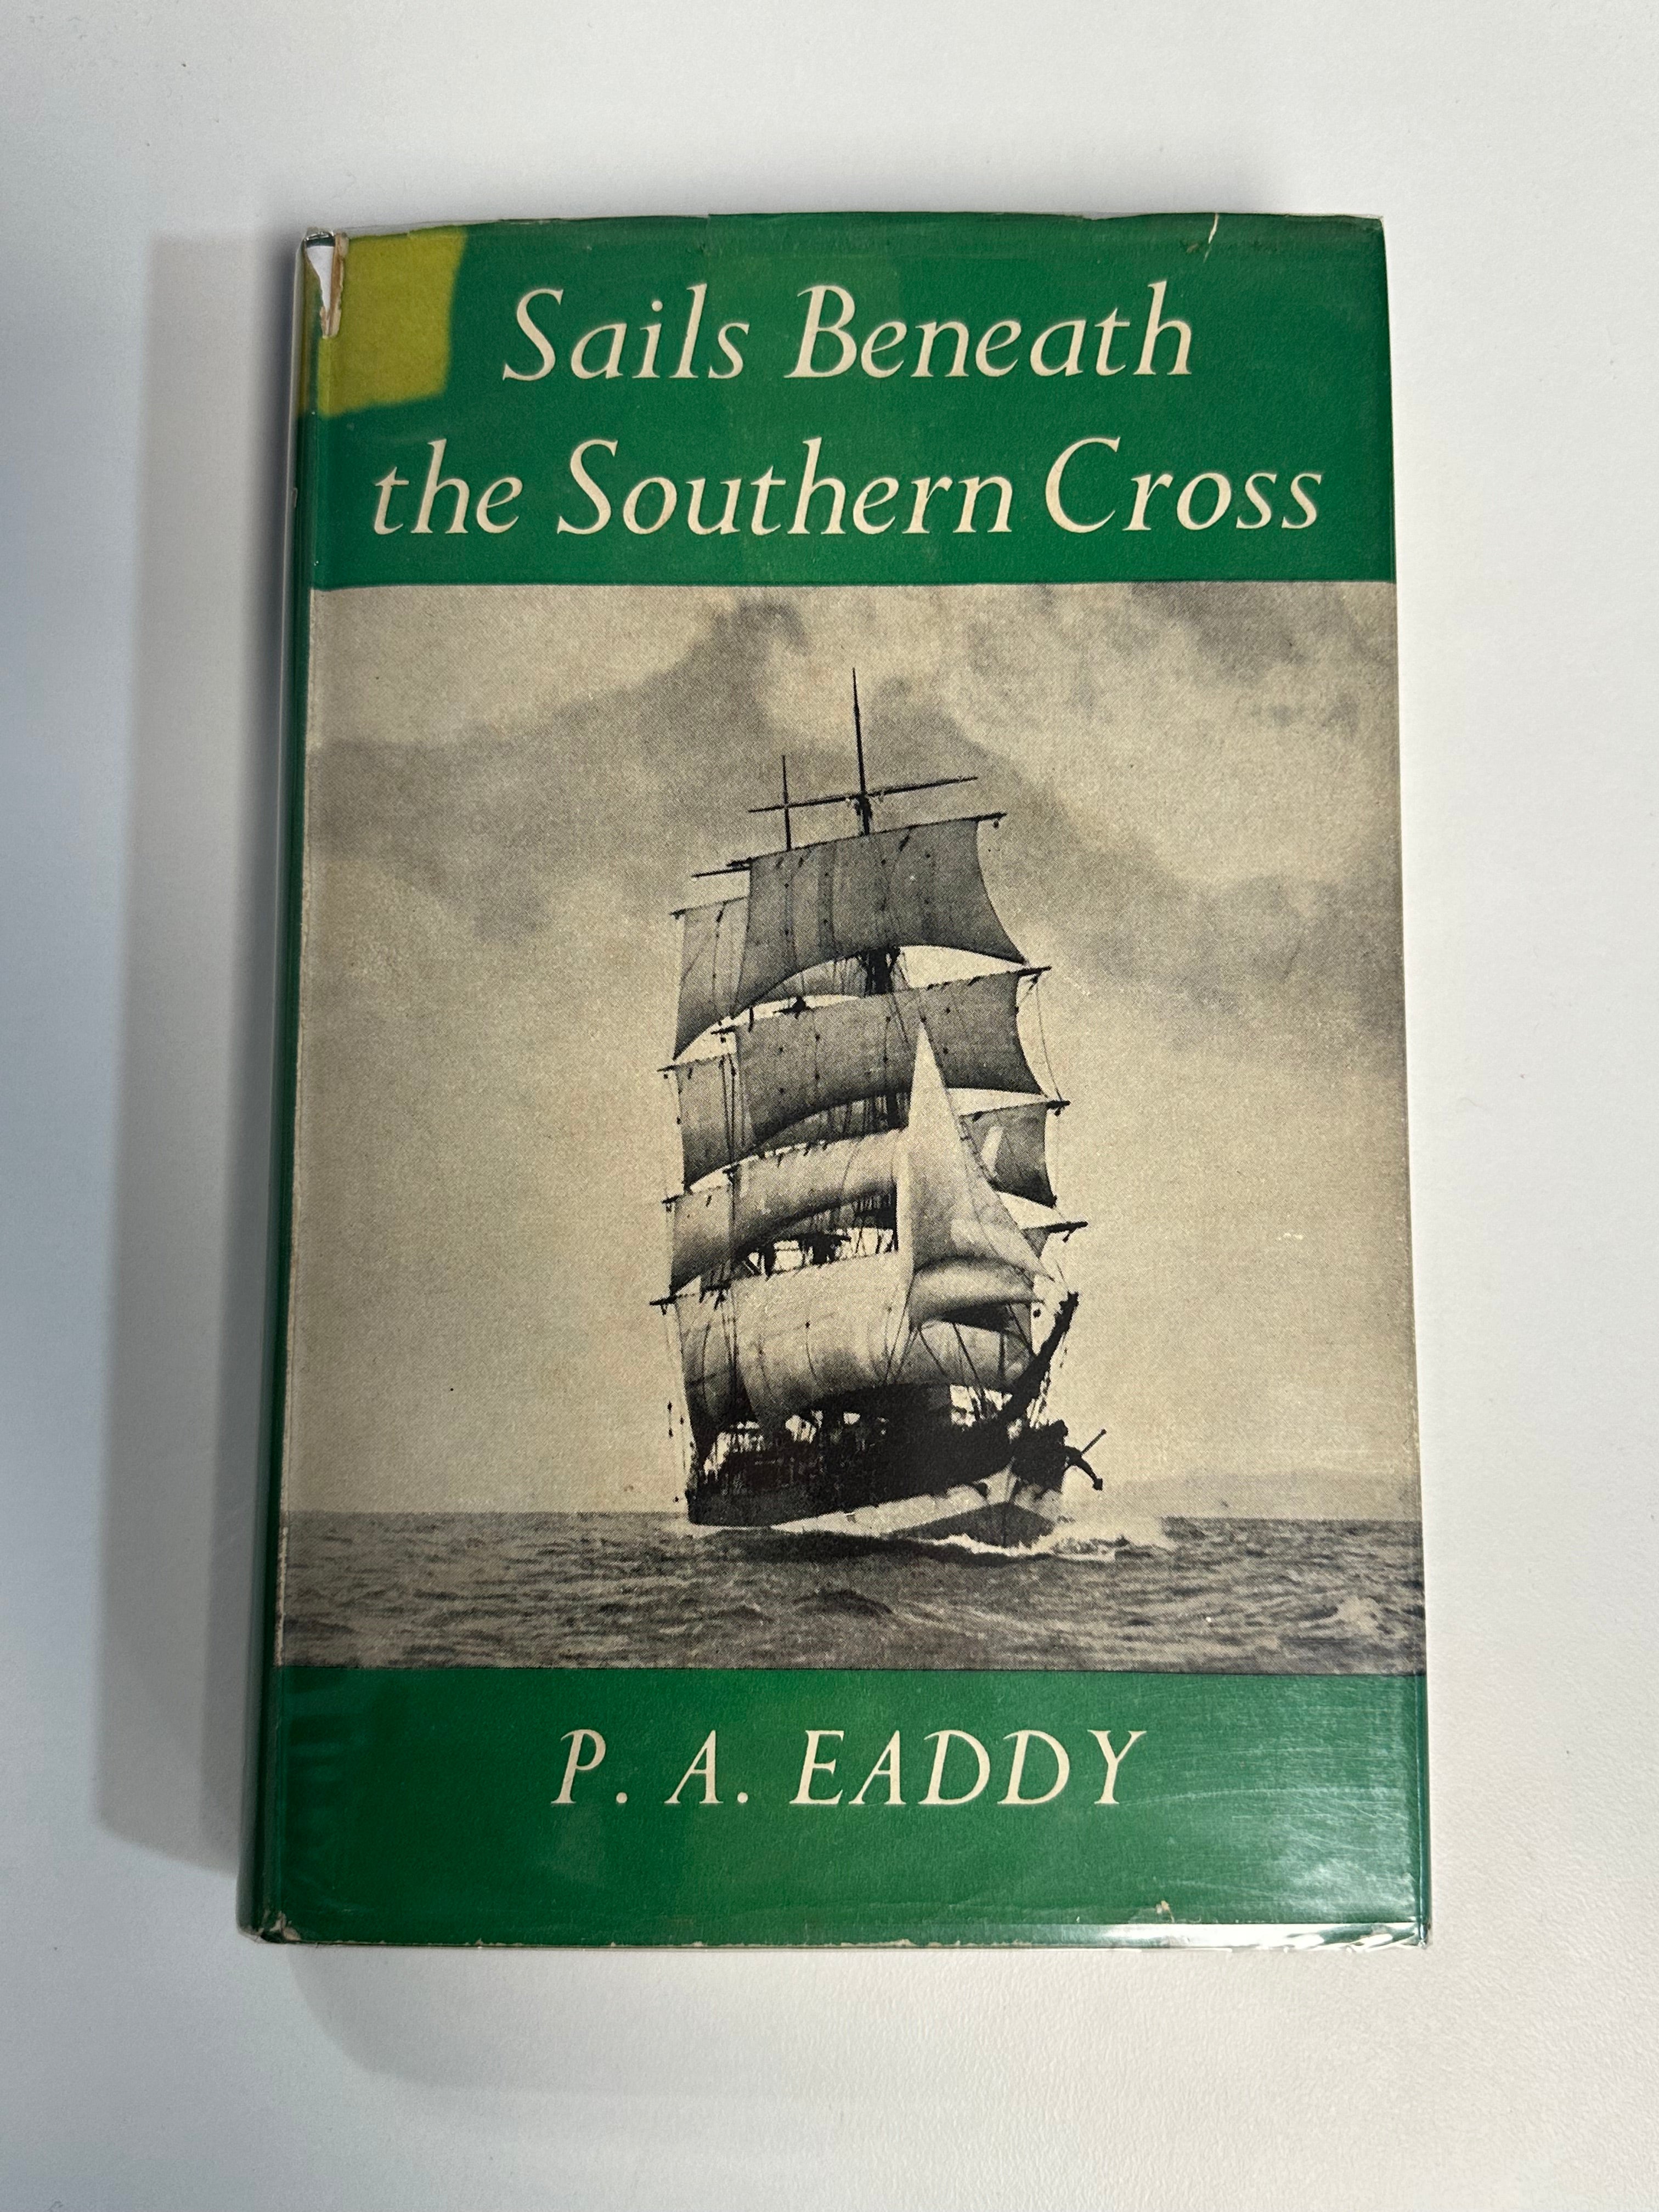 Sails Beneath
the Southern Cross
P. A. EADDY